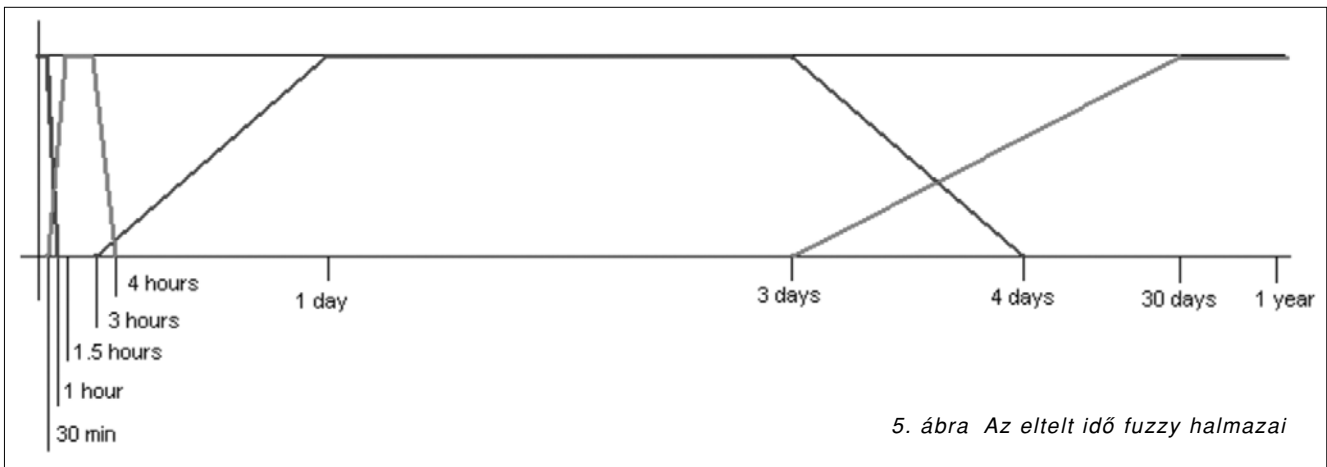 4 hours
1 day
3 days
4 days
30 days
1 year
3 hours
1.5 hours
1 hour
30 min
5. ábra Az eltelt idő fuzzy halmazai